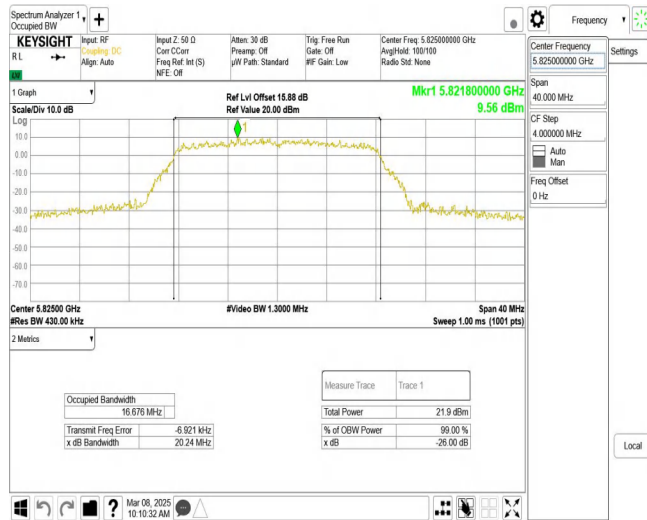 Spectrum Analyzer 1
Occupied BW
Frequency
KEYSIGHT
R L
Input: RF
Coupling: DC
Align: Auto
Input Z: 50 Ω
Corr CCorr
Freq Ref: Int (S)
NFE: Off
Atten: 30 dB
Preamp: Off
µW Path: Standard
Trig: Free Run
Gate: Off
#IF Gain: Low
Center Freq: 5.825000000 GHz
Avg|Hold: 100/100
Radio Std: None
Center Frequency
5.825000000 GHz
Settings
Span
40.000 MHz
CF Step
4.000000 MHz
Auto
Man
Freq Offset
0 Hz
1 Graph
Scale/Div 10.0 dB
Ref Lvl Offset 15.88 dB
Ref Value 20.00 dBm
Mkr1 5.821800000 GHz
9.56 dBm
Log
1
10.0
0.00
-10.0
-20.0
-30.0
-40.0
-50.0
-60.0
-70.0
Center 5.82500 GHz
#Res BW 430.00 kHz
#Video BW 1.3000 MHz
Span 40 MHz
Sweep 1.00 ms (1001 pts)
2 Metrics
Occupied Bandwidth
16.676 MHz
Transmit Freq Error -6.921 kHz
x dB Bandwidth 20.24 MHz
Measure Trace Trace 1
Total Power 21.9 dBm
% of OBW Power 99.00 %
x dB -26.00 dB
Local
?
Mar 08, 2025
10:10:32 AM